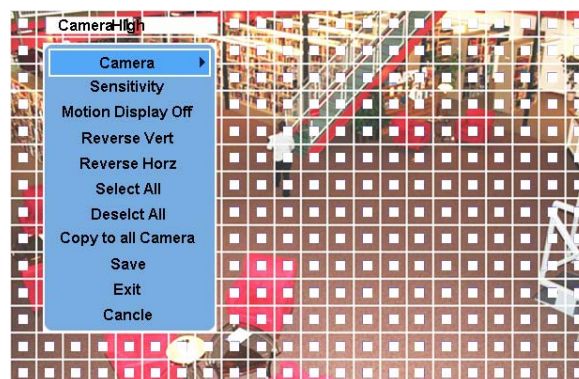 CameraHIgh
Camera
Sensitivity
Motion Display Off
Reverse Vert
Reverse Horz
Select All
Deselct All
Copy to all Camera
Save
Exit
Cancle